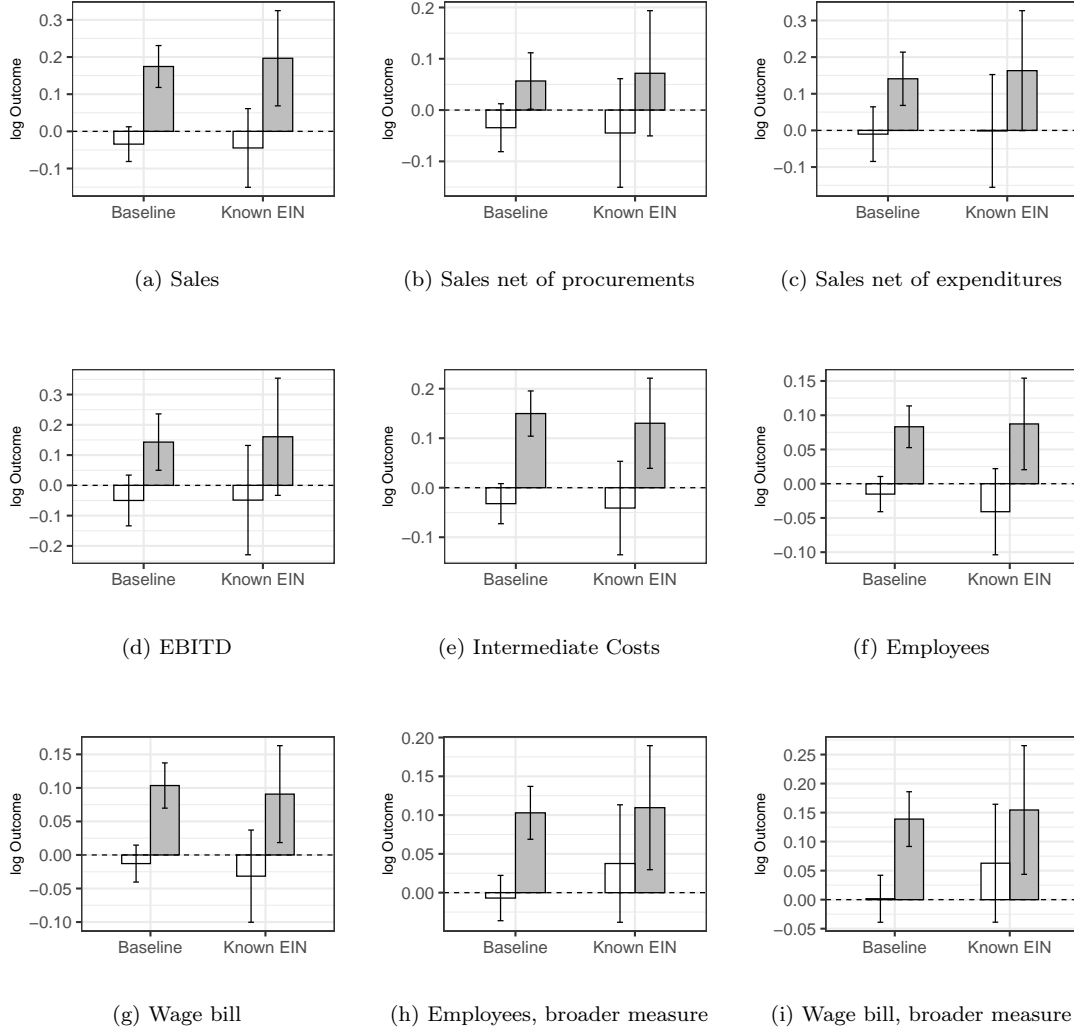 log Outcome
0.3
0.2
0.1
0.0
−0.1
Baseline Known EIN
(a) Sales
log Outcome
0.2
0.1
0.0
−0.1
Baseline Known EIN
(b) Sales net of procurements
log Outcome
0.3
0.2
0.1
0.0
−0.1
Baseline Known EIN
(c) Sales net of expenditures
log Outcome
0.3
0.2
0.1
0.0
−0.1
−0.2
Baseline Known EIN
(d) EBITD
log Outcome
0.2
0.1
0.0
−0.1
Baseline Known EIN
(e) Intermediate Costs
log Outcome
0.15
0.10
0.05
0.00
−0.05
−0.10
Baseline Known EIN
(f) Employees
log Outcome
0.15
0.10
0.05
0.00
−0.05
−0.10
Baseline Known EIN
(g) Wage bill
log Outcome
0.20
0.15
0.10
0.05
0.00
Baseline Known EIN
(h) Employees, broader measure
log Outcome
0.25
0.20
0.15
0.10
0.05
0.00
−0.05
Baseline Known EIN
(i) Wage bill, broader measure